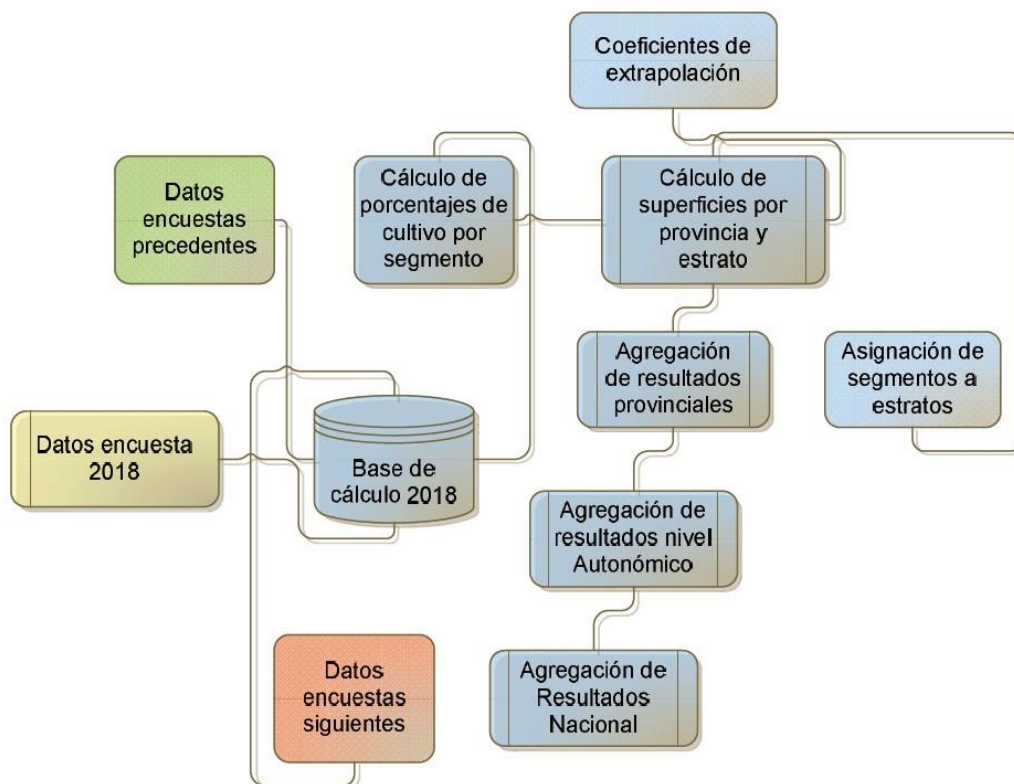 Coeficientes de
extrapolación
Datos
encuestas
precedentes
Cálculo de
porcentajes de
cultivo por
segmento
Cálculo de
superficies por
provincia y
estrato
Agregación
de resultados
provinciales
Asignación de
segmentos a
estratos
Datos encuesta
2018
Base de
cálculo 2018
Agregación de
resultados nivel
Autonómico
Datos
encuestas
siguientes
Agregación de
Resultados
Nacional